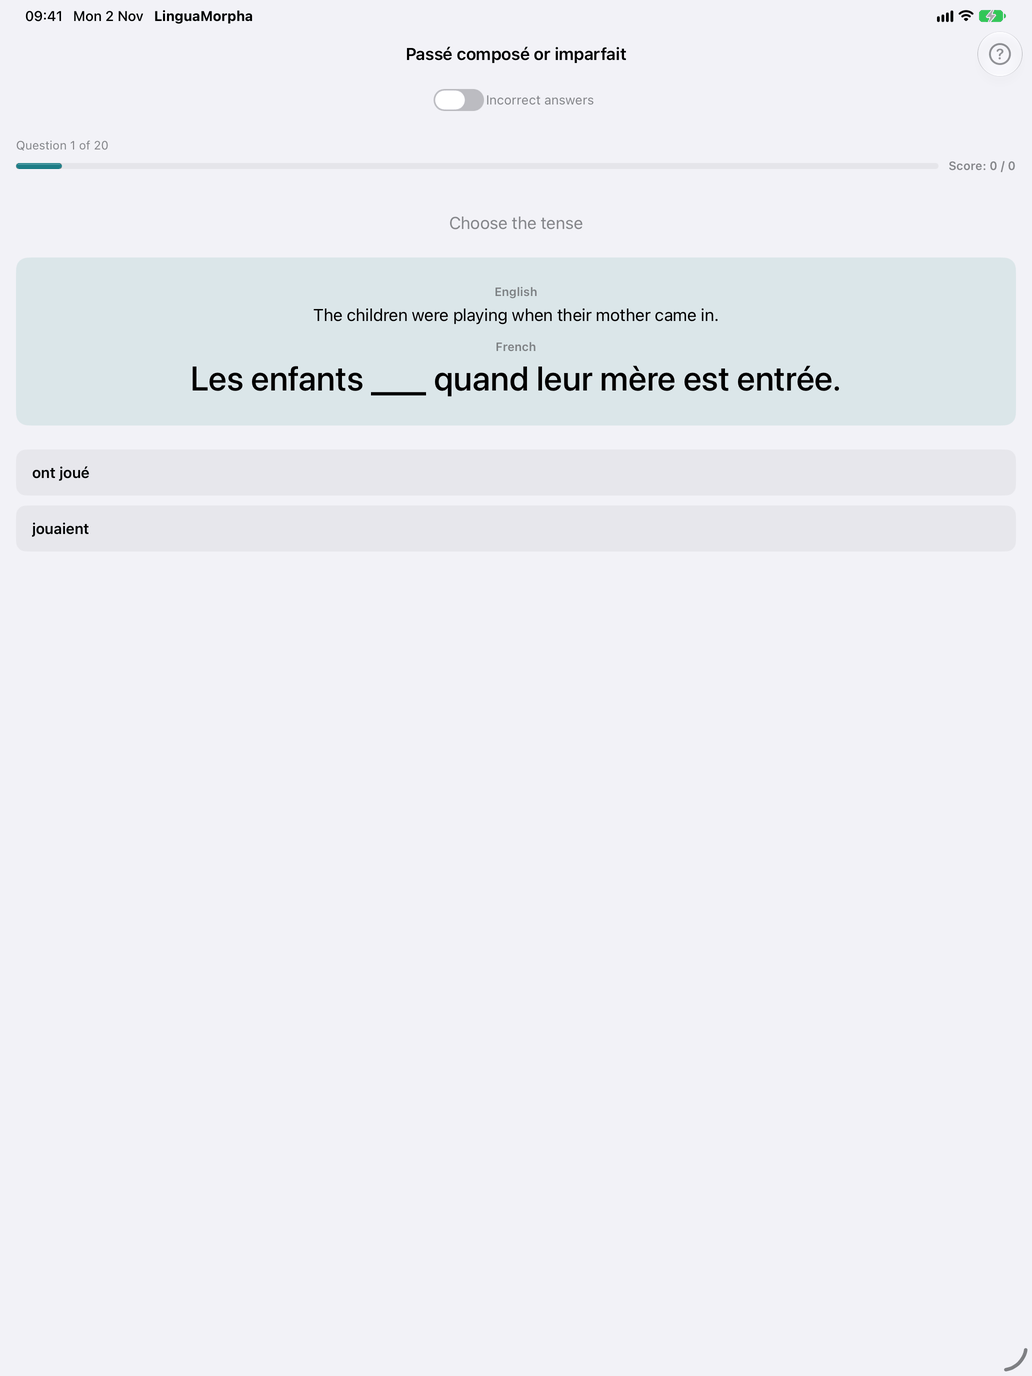 09:41 Mon 2 Nov LinguaMorpha
Passé composé or imparfait
Incorrect answers
Question 1 of 20
Score: 0 / 0
Choose the tense
English
The children were playing when their mother came in.
French
Les enfants ___ quand leur mère est entrée.
ont joué
jouaient